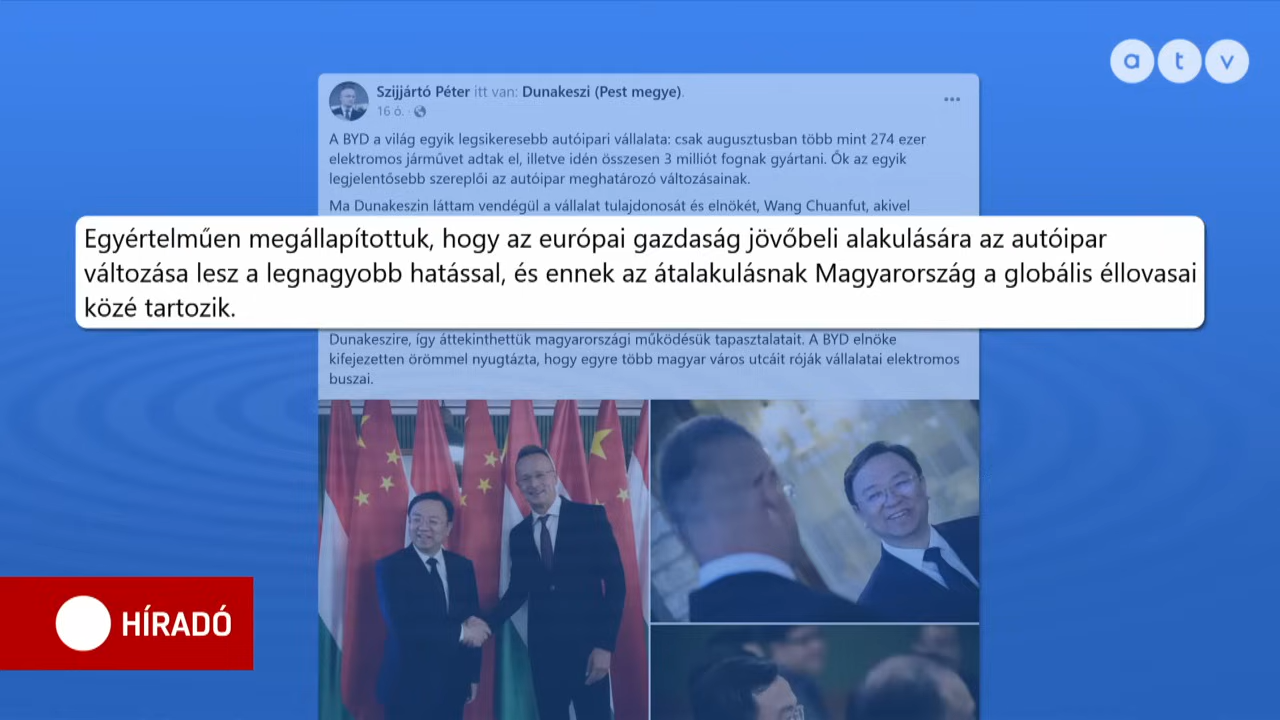 atv
Szijjártó Péter itt van: Dunakeszi (Pest megye).
16 ó.
A BYD a világ egyik legsikeresebb autóipari vállalata: csak augusztusban több mint 274 ezer
elektromos járművet adtak el, illetve idén összesen 3 milliót fognak gyártani. Ők az egyik
legjelentősebb szereplői az autóipar meghatározó változásainak.
Ma Dunakeszin láttam vendégül a vállalat tulajdonosát és elnökét, Wang Chuanfut, akivel
Egyértelműen megállapítottuk, hogy az európai gazdaság jövőbeli alakulására az autóipar
változása lesz a legnagyobb hatással, és ennek az átalakulásnak Magyarország a globális éllovasai
közé tartozik.
Dunakeszire, így áttekinthettük magyarországi működésük tapasztalatait. A BYD elnöke
kifejezetten örömmel nyugtázta, hogy egyre több magyar város utcáit róják vállalatai elektromos
buszai.
HÍRADÓ